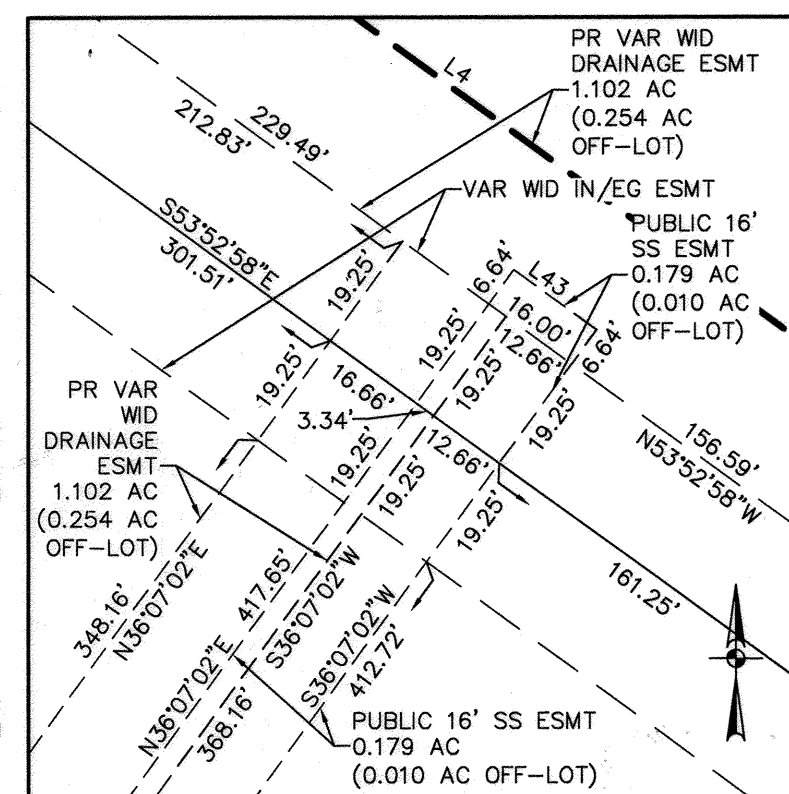 PR VAR WID
DRAINAGE ESMT
1.102 AC
(0.254 AC
OFF-LOT)
L4
229.49'
212.83'
VAR WID IN/EG ESMT
PUBLIC 16'
SS ESMT
0.179 AC
(0.010 AC
OFF-LOT)
S53°52'58"E
301.51'
19.25'
6.64'
L43
16.00'
12.66'
6.64'
19.25'
19.25'
19.25'
19.25'
16.66'
3.34'
12.66'
19.25'
19.25'
19.25'
156.59'
N53°52'58"W
PR VAR
WID
DRAINAGE
ESMT
1.102 AC
(0.254 AC
OFF-LOT)
161.25'
348.16'
N36°07'02"E
N36°07'02"E 417.65'
S36°07'02"W
368.16'
S36°07'02"W
412.72'
PUBLIC 16' SS ESMT
0.179 AC
(0.010 AC OFF-LOT)